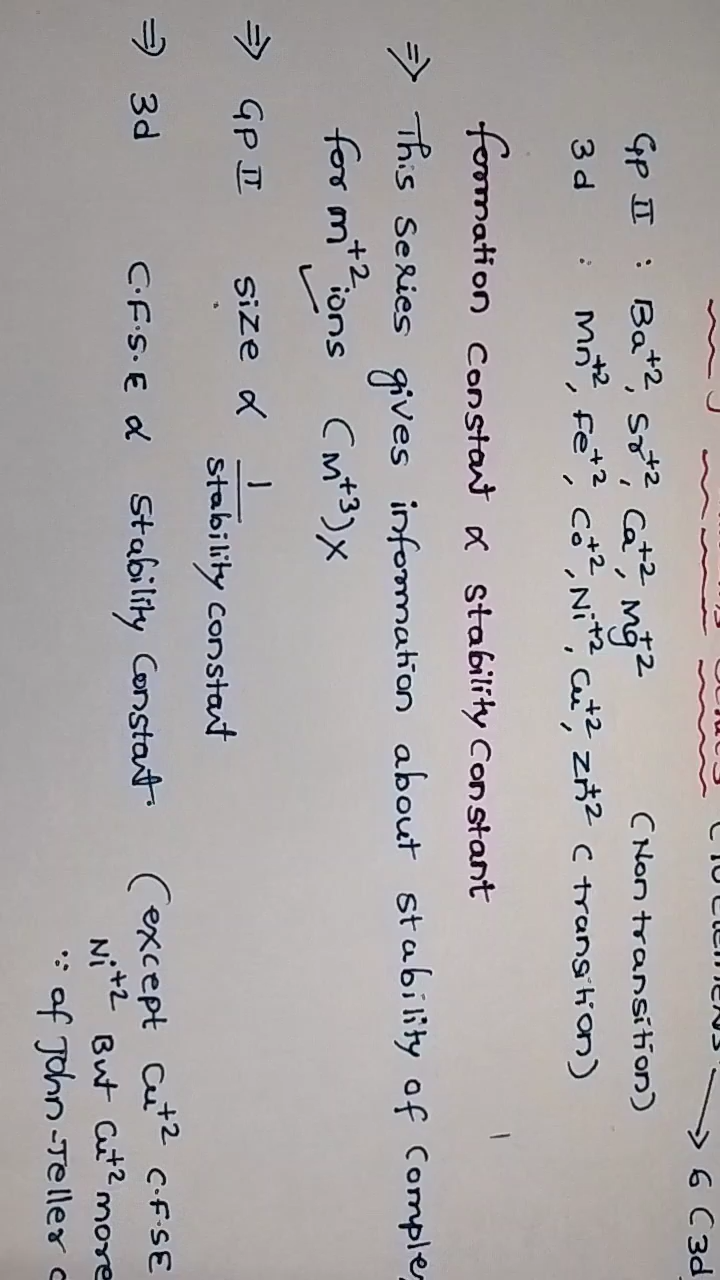 (10 elements → 6 (3d
Gp II : Ba+2, Sr+2, Ca+2, Mg+2 (Non transition)
3d : Mn+2, Fe+2, Co+2, Ni+2, Cu+2, Zn+2 (transition)
formation constant α stability constant
⇒ This series gives information about stability of comple
for m+2 ions (M+3) X
⇒ GP II size α 1/stability constant
⇒ 3d C.F.S.E α stability constant. (except Cu+2 C.F.S.E
Ni+2 But Cu+2 more
∵ of John-Teller